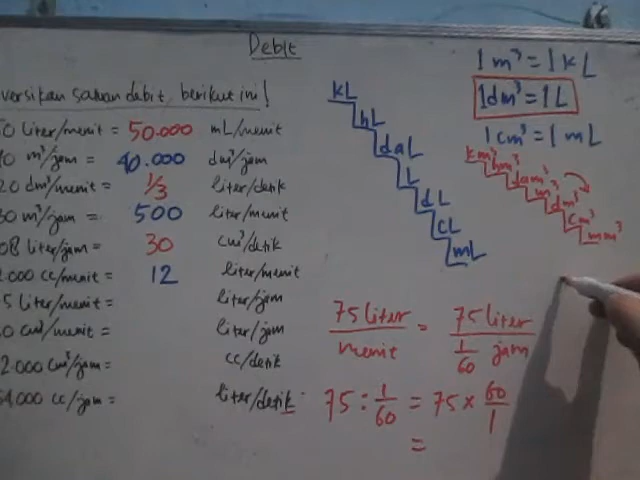 Debit
versikan satuan debit, berikut ini!
50 Liter/menit = 50.000 mL/menit
m³/jam = 40.000 dm³/jam
20 dm³/menit = 1/3 liter/detik
30 m³/jam = 500 liter/menit
08 liter/jam = 30 cm³/detik
.000 cc/menit = 12 liter/menit
5 liter/menit = liter/jam
0 cm³/menit = liter/jam
2.000 cm³/jam = cc/detik
4.000 cc/jam = liter/detik
kL
hL
daL
L
dL
cL
mL
1 m³ = 1 kL
1 dm³ = 1 L
1 cm³ = 1 mL
km³
hm³
dam³
m³
dm³
cm³
mm³
75 liter / menit = 75 liter / 1/60 jam
75 : 1/60 = 75 × 60/1
=